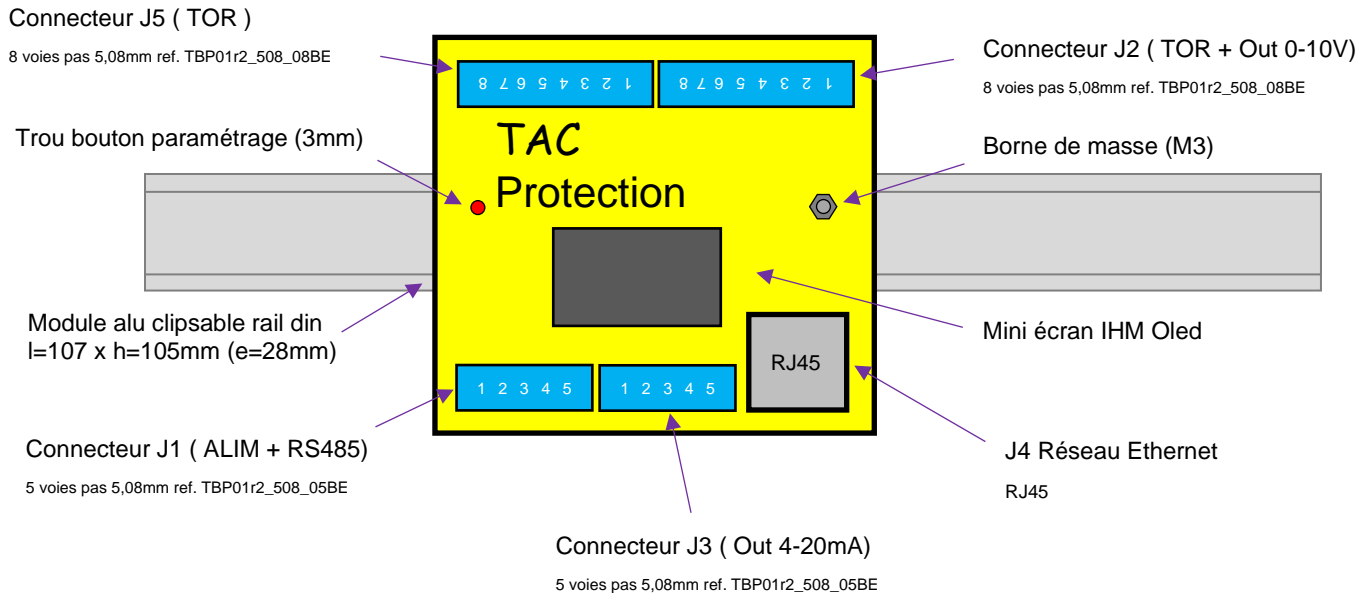 Connecteur J5 ( TOR )
8 voies pas 5,08mm ref. TBP01r2_508_08BE
Connecteur J2 ( TOR + Out 0-10V)
8 voies pas 5,08mm ref. TBP01r2_508_08BE
8 7 6 5 4 3 2 1
8 7 6 5 4 3 2 1
Trou bouton paramétrage (3mm)
TAC
Protection
Borne de masse (M3)
Module alu clipsable rail din
l=107 x h=105mm (e=28mm)
Mini écran IHM Oled
RJ45
1 2 3 4 5
1 2 3 4 5
Connecteur J1 ( ALIM + RS485)
5 voies pas 5,08mm ref. TBP01r2_508_05BE
J4 Réseau Ethernet
RJ45
Connecteur J3 ( Out 4-20mA)
5 voies pas 5,08mm ref. TBP01r2_508_05BE